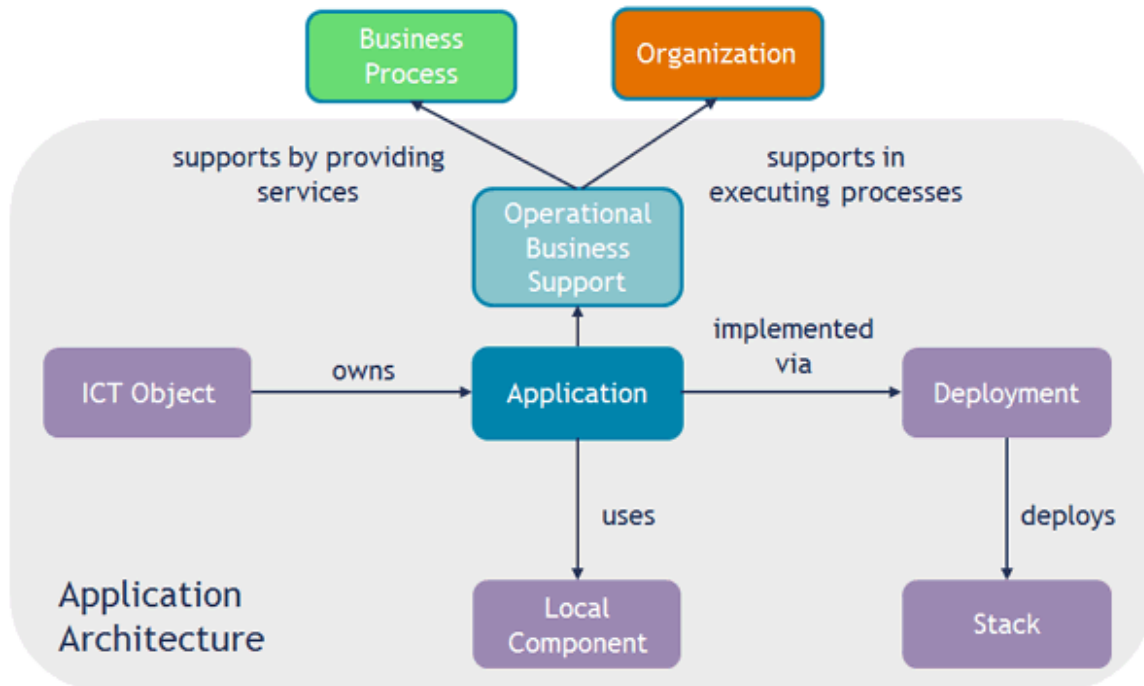 Business
Process
Organization
supports by providing
services
supports in
executing processes
Operational
Business
Support
implemented
via
ICT Object
owns
Application
Deployment
uses
deploys
Application
Architecture
Local
Component
Stack